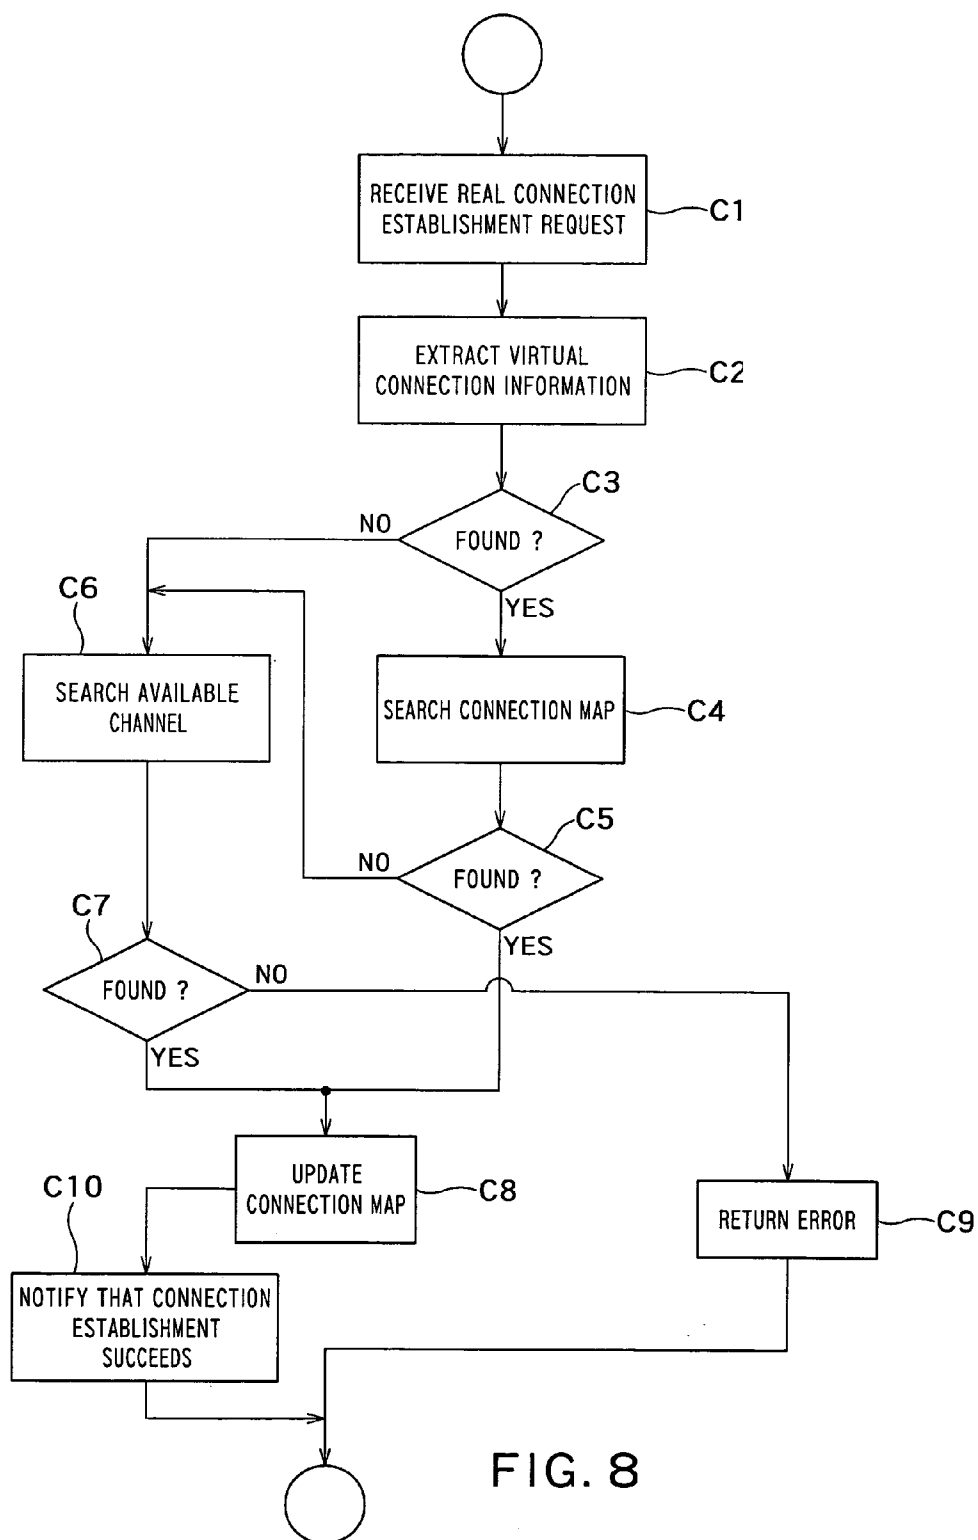 RECEIVE REAL CONNECTION
ESTABLISHMENT REQUEST
C1
EXTRACT VIRTUAL
CONNECTION INFORMATION
C2
C3
FOUND ?
NO
YES
C6
SEARCH AVAILABLE
CHANNEL
SEARCH CONNECTION MAP
C4
C5
FOUND ?
NO
YES
C7
FOUND ?
NO
YES
UPDATE
CONNECTION MAP
C8
C10
RETURN ERROR
C9
NOTIFY THAT CONNECTION
ESTABLISHMENT
SUCCEEDS
FIG. 8